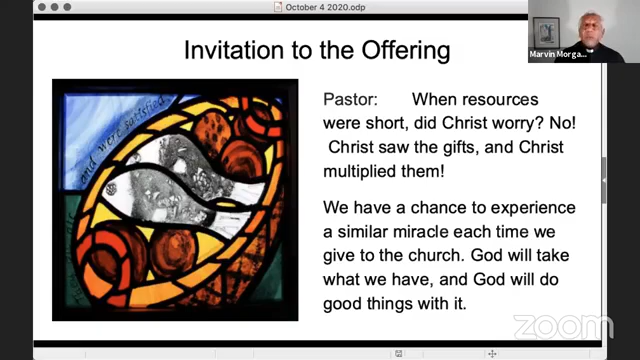 October 4 2020.odp
Invitation to the Offering
Marvin Morga...
and were satisfied.
Pastor: When resources
were short, did Christ worry? No!
Christ saw the gifts, and Christ
multiplied them!
We have a chance to experience
a similar miracle each time we
give to the church. God will take
what we have, and God will do
good things with it.
zoom